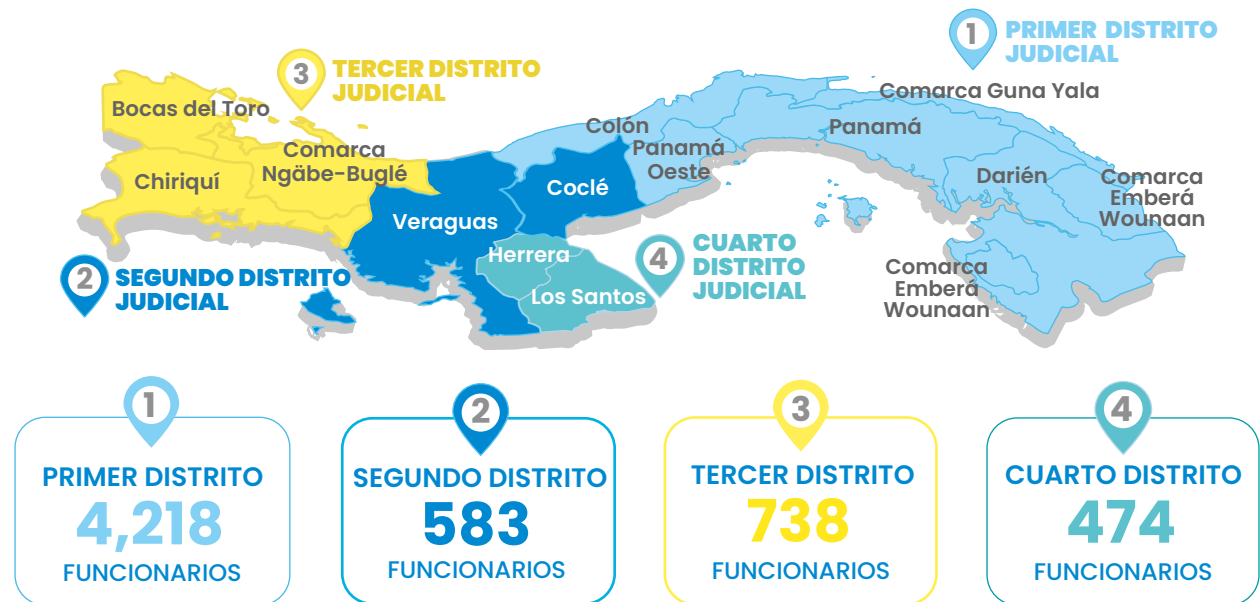 1
PRIMER DISTRITO
JUDICIAL
3
TERCER DISTRITO
JUDICIAL
Comarca Guna Yala
Bocas del Toro
Colón
Panamá
Comarca
Ngäbe-Buglé
Panamá
Oeste
Chiriquí
Coclé
Darién
Comarca
Emberá
Wounaan
Veraguas
Herrera
4
CUARTO
DISTRITO
JUDICIAL
2
SEGUNDO DISTRITO
JUDICIAL
Los Santos
Comarca
Emberá
Wounaan
1
PRIMER DISTRITO
4,218
FUNCIONARIOS
2
SEGUNDO DISTRITO
583
FUNCIONARIOS
3
TERCER DISTRITO
738
FUNCIONARIOS
4
CUARTO DISTRITO
474
FUNCIONARIOS